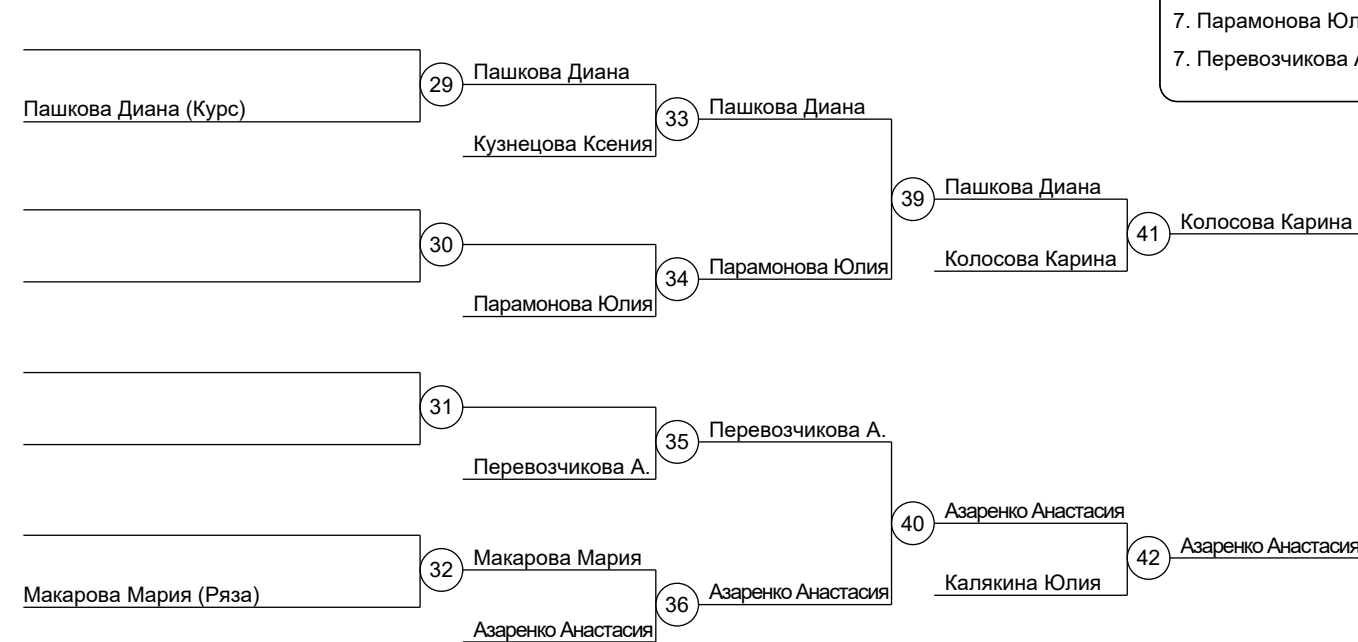 7. Парамонова Юл
7. Перевозчикова
29
Пашкова Диана
Пашкова Диана (Курс)
33
Пашкова Диана
Кузнецова Ксения
39
Пашкова Диана
30
41
Колосова Карина
Колосова Карина
34
Парамонова Юлия
Парамонова Юлия
31
35
Перевозчикова А.
Перевозчикова А.
40
Азаренко Анастасия
32
Макарова Мария
42
Азаренко Анастасия
Калякина Юлия
Макарова Мария (Ряза)
36
Азаренко Анастасия
Азаренко Анастасия